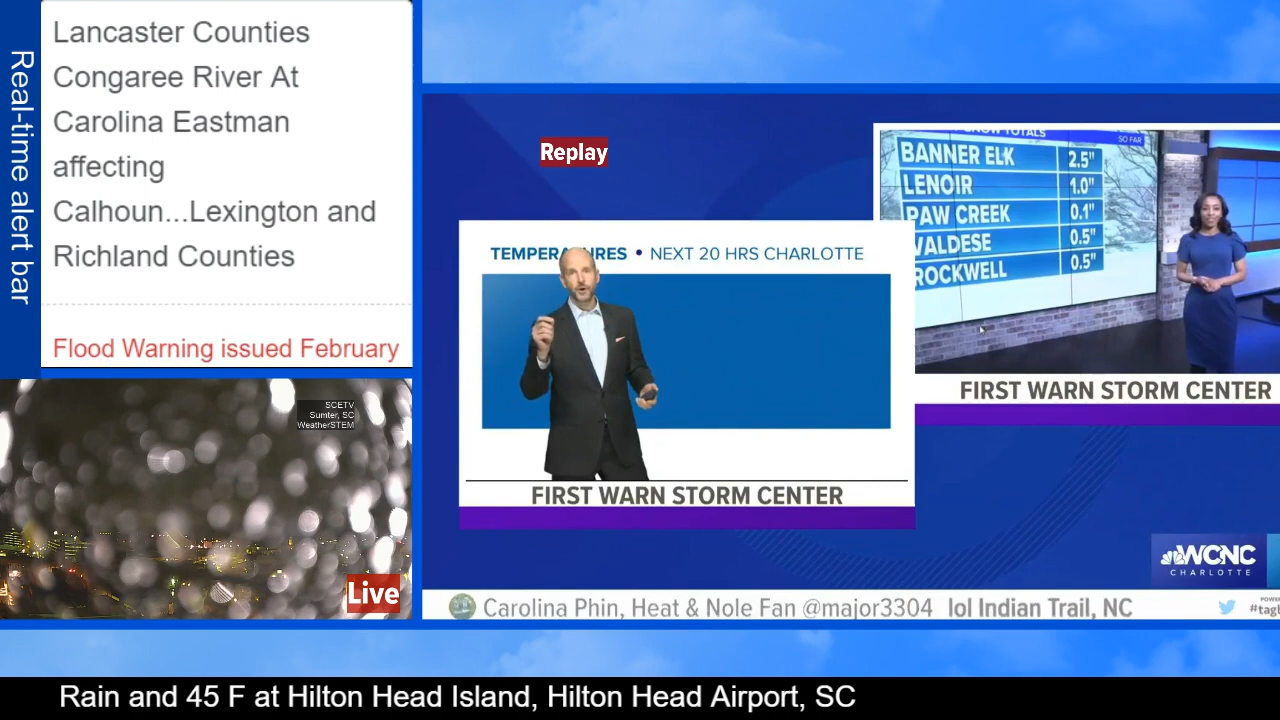 Real-time alert bar
Lancaster Counties
Congaree River At
Carolina Eastman
affecting
Calhoun...Lexington and
Richland Counties
Flood Warning issued February
SCETV
Sumter, SC
WeatherSTEM
Live
Replay
TOTALS
SO FAR
BANNER ELK 2.5"
LENOIR 1.0"
PAW CREEK 0.1"
VALDESE 0.5"
ROCKWELL 0.5"
FIRST WARN STORM CENTER
TEMPERATURES • NEXT 20 HRS CHARLOTTE
FIRST WARN STORM CENTER
WCNC
CHARLOTTE
Carolina Phin, Heat & Nole Fan @major3304 lol Indian Trail, NC
Rain and 45 F at Hilton Head Island, Hilton Head Airport, SC